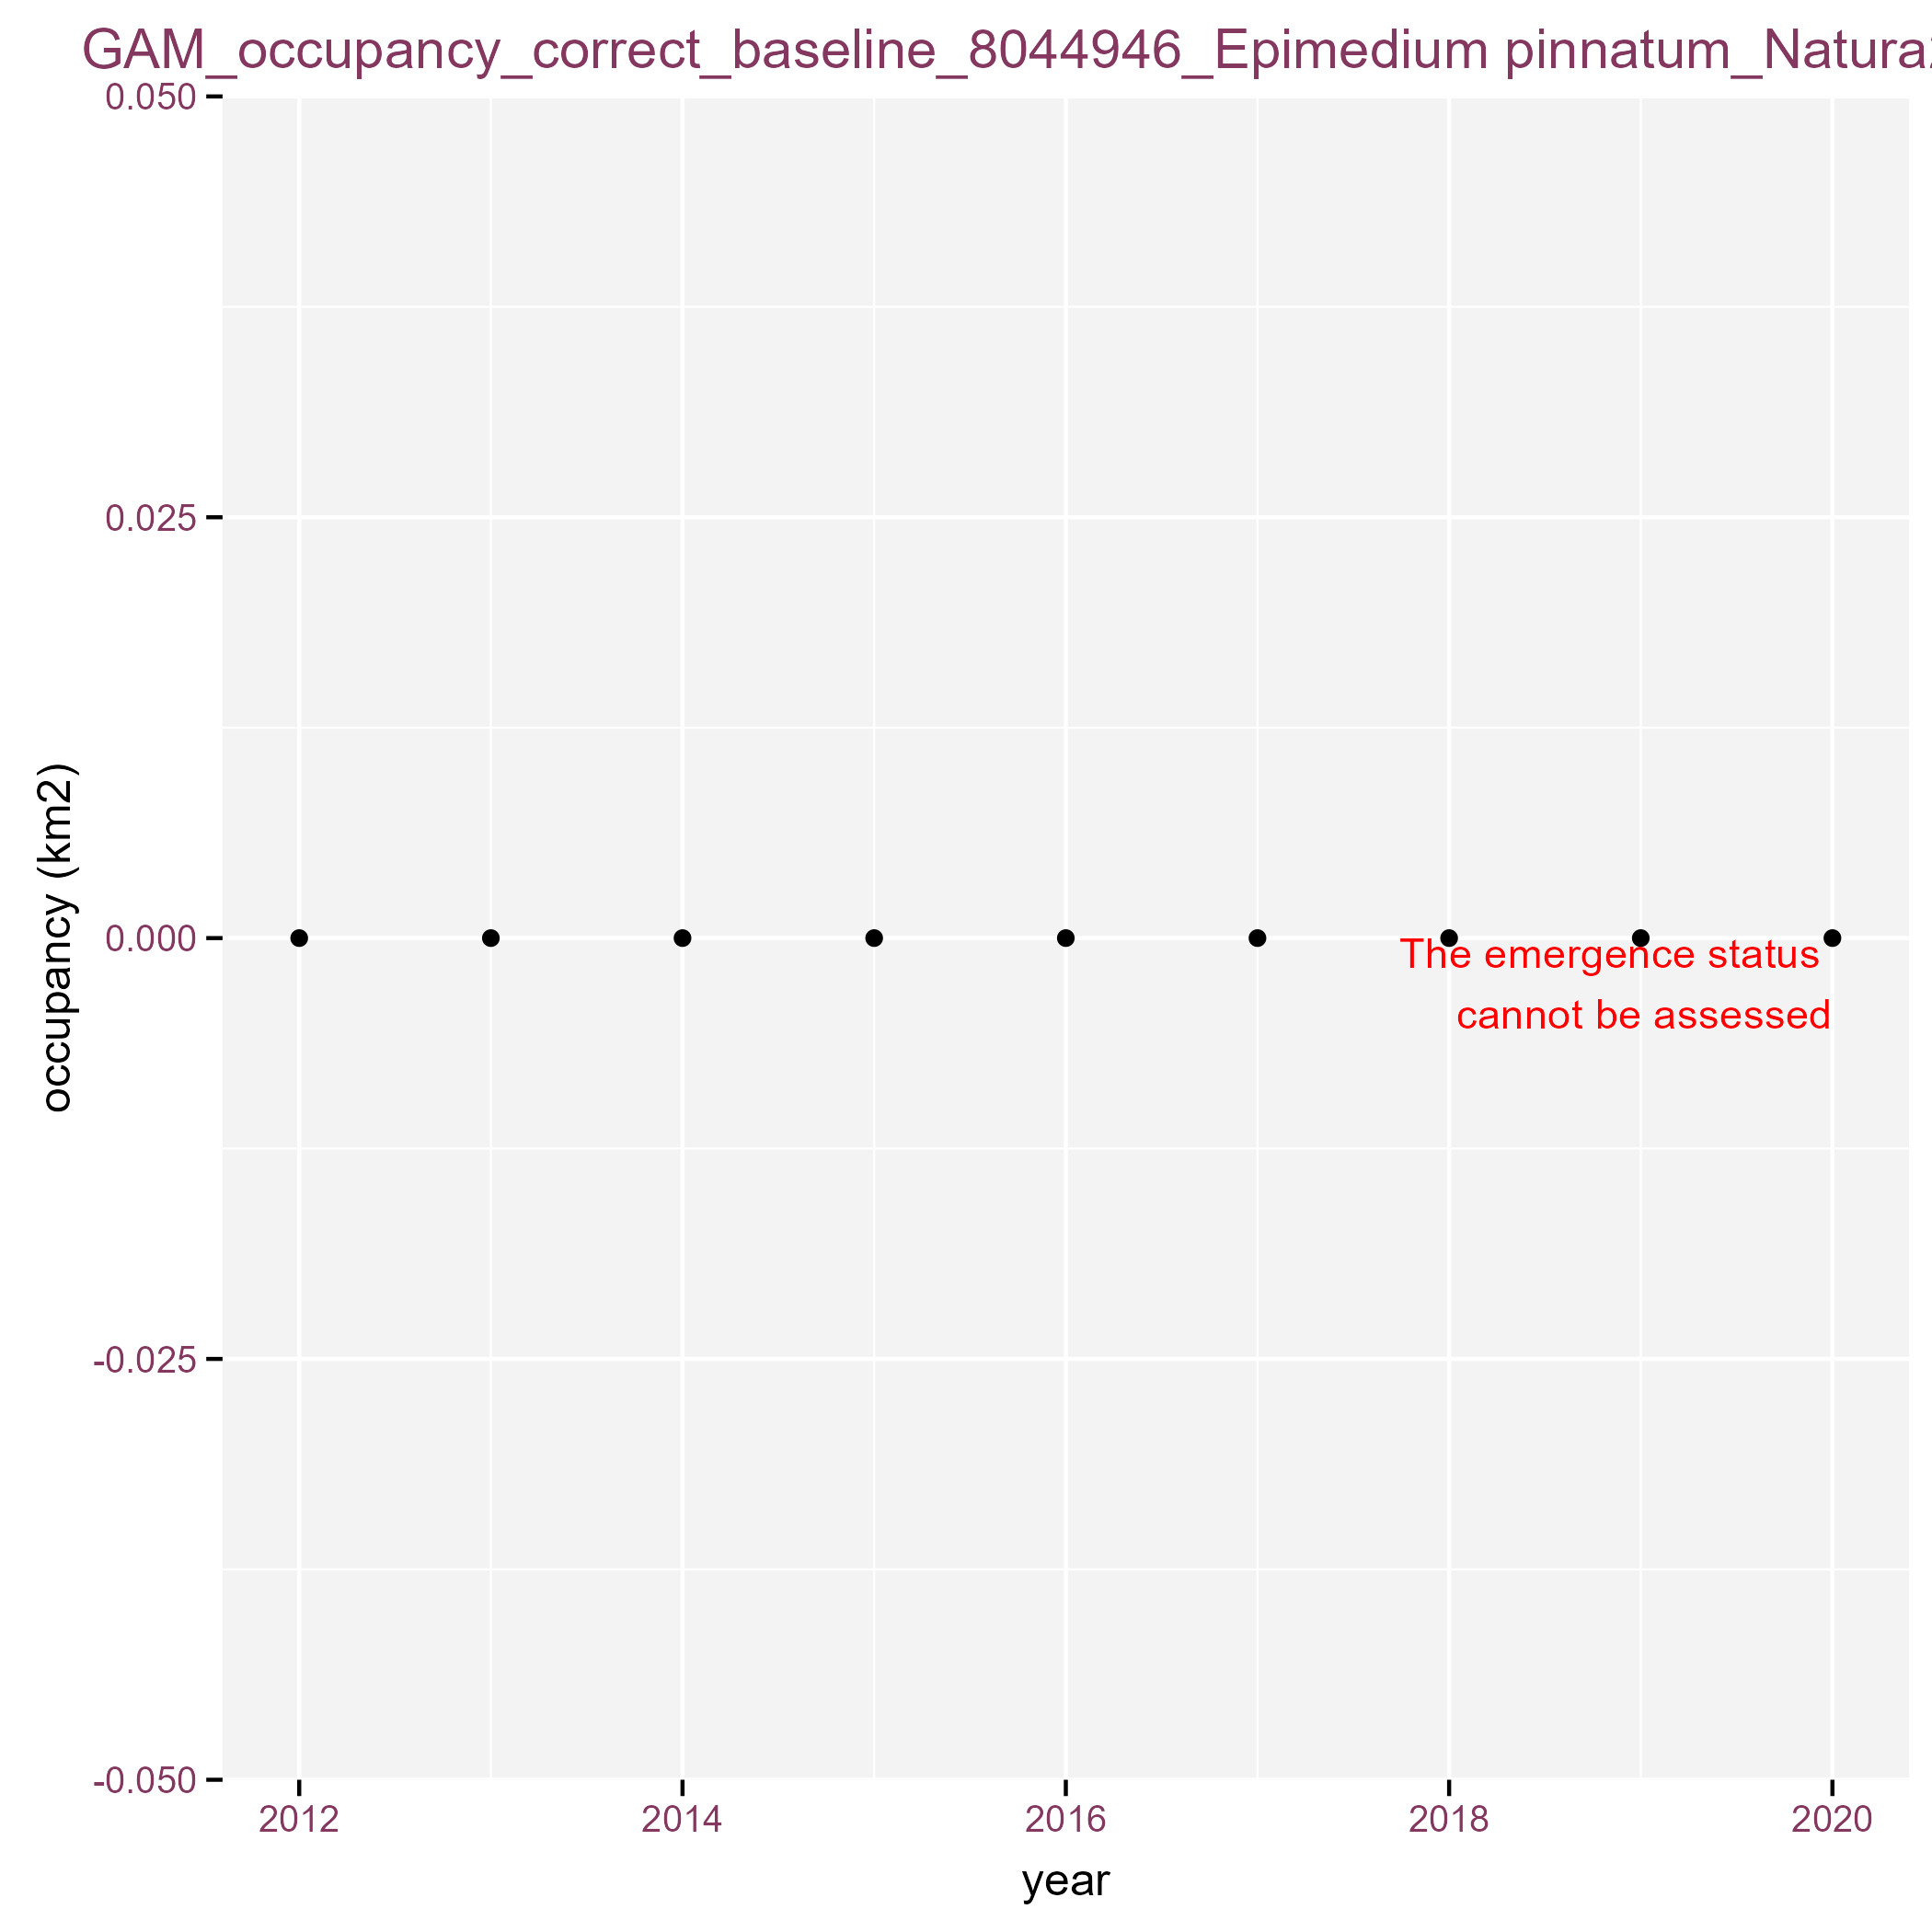 GAM_occupancy_correct_baseline_8044946_Epimedium pinnatum_Natura
0.050
0.025
0.000
-0.025
-0.050
occupancy (km2)
The emergence status
cannot be assessed
2012 2014 2016 2018 2020
year